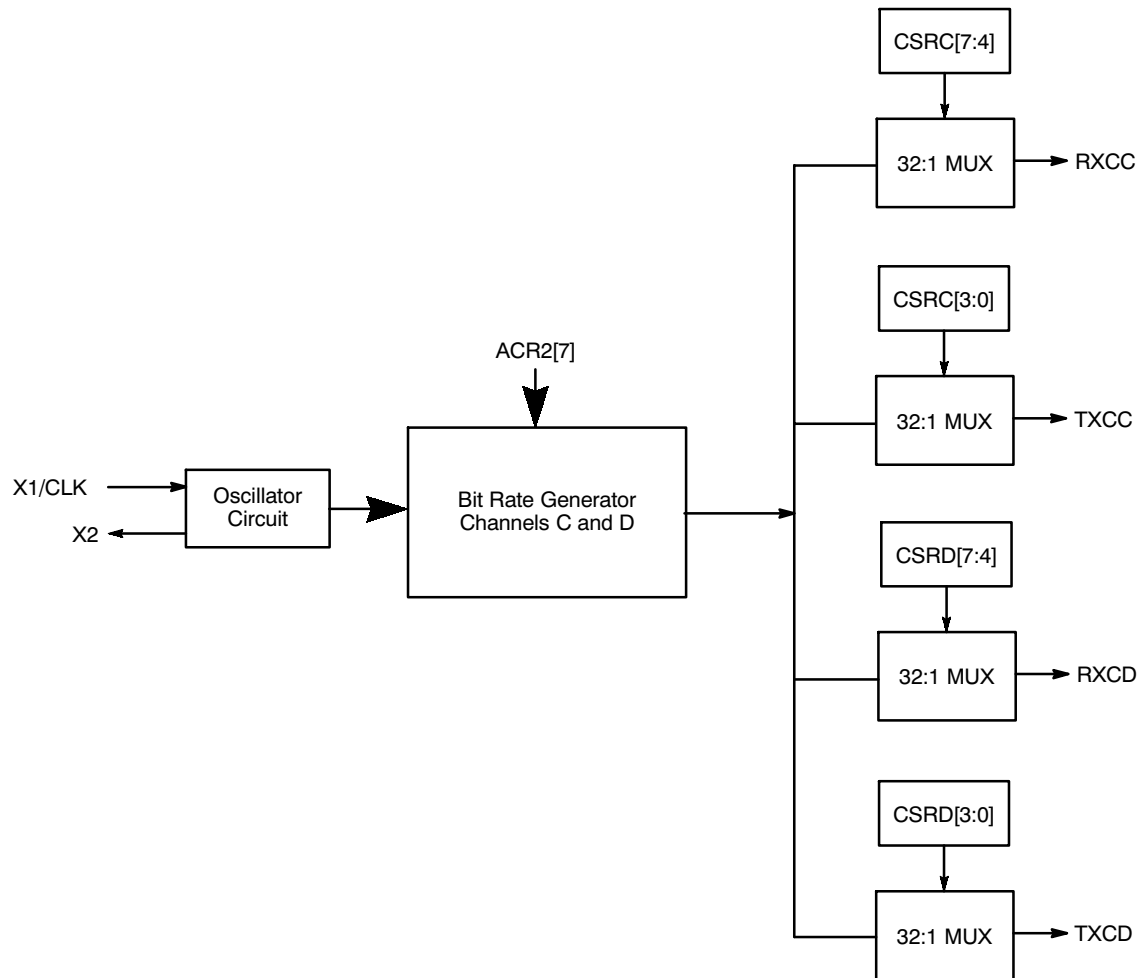 CSRC[7:4]
32:1 MUX
RXCC
CSRC[3:0]
32:1 MUX
TXCC
ACR2[7]
X1/CLK
X2
Oscillator
Circuit
Bit Rate Generator
Channels C and D
CSRD[7:4]
32:1 MUX
RXCD
CSRD[3:0]
32:1 MUX
TXCD